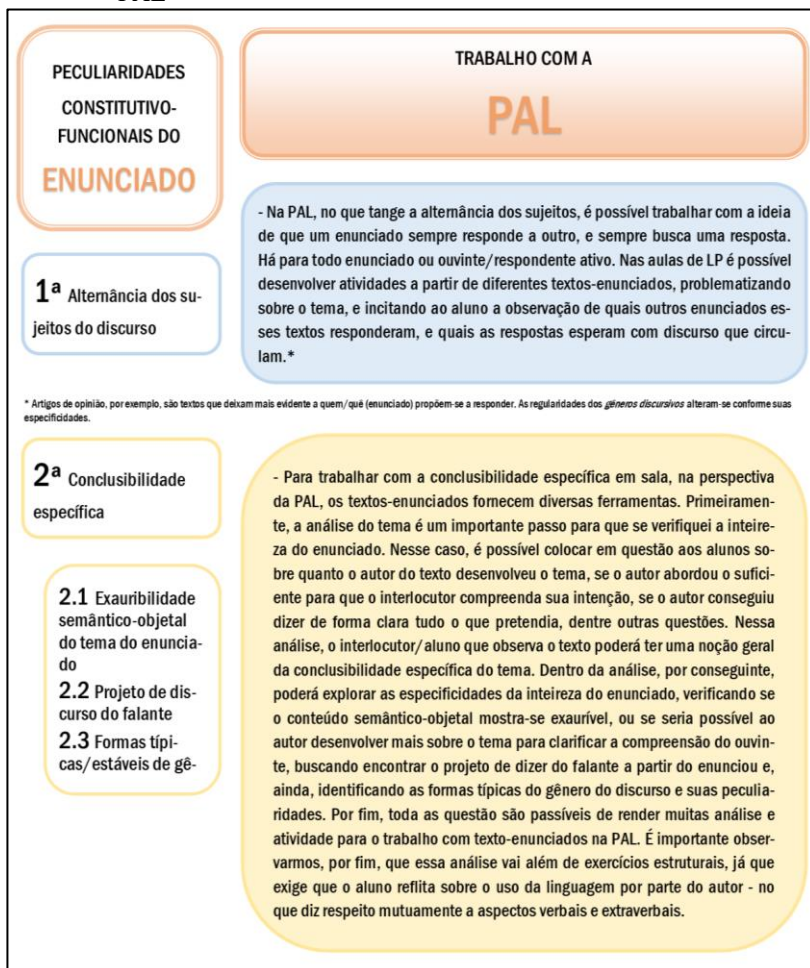 PECULIARIDADES
CONSTITUTIVO-
FUNCIONAIS DO
ENUNCIADO
TRABALHO COM A
PAL
1ª Alternância dos su-
jeitos do discurso
- Na PAL, no que tange a alternância dos sujeitos, é possível trabalhar com a ideia
de que um enunciado sempre responde a outro, e sempre busca uma resposta.
Há para todo enunciado ou ouvinte/respondente ativo. Nas aulas de LP é possível
desenvolver atividades a partir de diferentes textos-enunciados, problematizando
sobre o tema, e incitando ao aluno a observação de quais outros enunciados es-
ses textos responderam, e quais as respostas esperam com discurso que circu-
lam.*
* Artigos de opinião, por exemplo, são textos que deixam mais evidente a quem/quê (enunciado) propõem-se a responder. As regularidades dos gêneros discursivos alteram-se conforme suas
especificidades.
2ª Conclusibilidade
específica
2.1 Exauribilidade
semântico-objetal
do tema do enuncia-
do
2.2 Projeto de dis-
curso do falante
2.3 Formas típi-
cas/estáveis de gê-
- Para trabalhar com a conclusibilidade específica em sala, na perspectiva
da PAL, os textos-enunciados fornecem diversas ferramentas. Primeiramen-
te, a análise do tema é um importante passo para que se verifiquei a inteire-
za do enunciado. Nesse caso, é possível colocar em questão aos alunos so-
bre quanto o autor do texto desenvolveu o tema, se o autor abordou o sufici-
ente para que o interlocutor compreenda sua intenção, se o autor conseguiu
dizer de forma clara tudo o que pretendia, dentre outras questões. Nessa
análise, o interlocutor/aluno que observa o texto poderá ter uma noção geral
da conclusibilidade específica do tema. Dentro da análise, por conseguinte,
poderá explorar as especificidades da inteireza do enunciado, verificando se
o conteúdo semântico-objetal mostra-se exaurível, ou se seria possível ao
autor desenvolver mais sobre o tema para clarificar a compreensão do ouvin-
te, buscando encontrar o projeto de dizer do falante a partir do enunciou e,
ainda, identificando as formas típicas do gênero do discurso e suas peculia-
ridades. Por fim, toda as questão são passíveis de render muitas análise e
atividade para o trabalho com texto-enunciados na PAL. É importante obser-
varmos, por fim, que essa análise vai além de exercícios estruturais, já que
exige que o aluno reflita sobre o uso da linguagem por parte do autor - no
que diz respeito mutuamente a aspectos verbais e extraverbais.